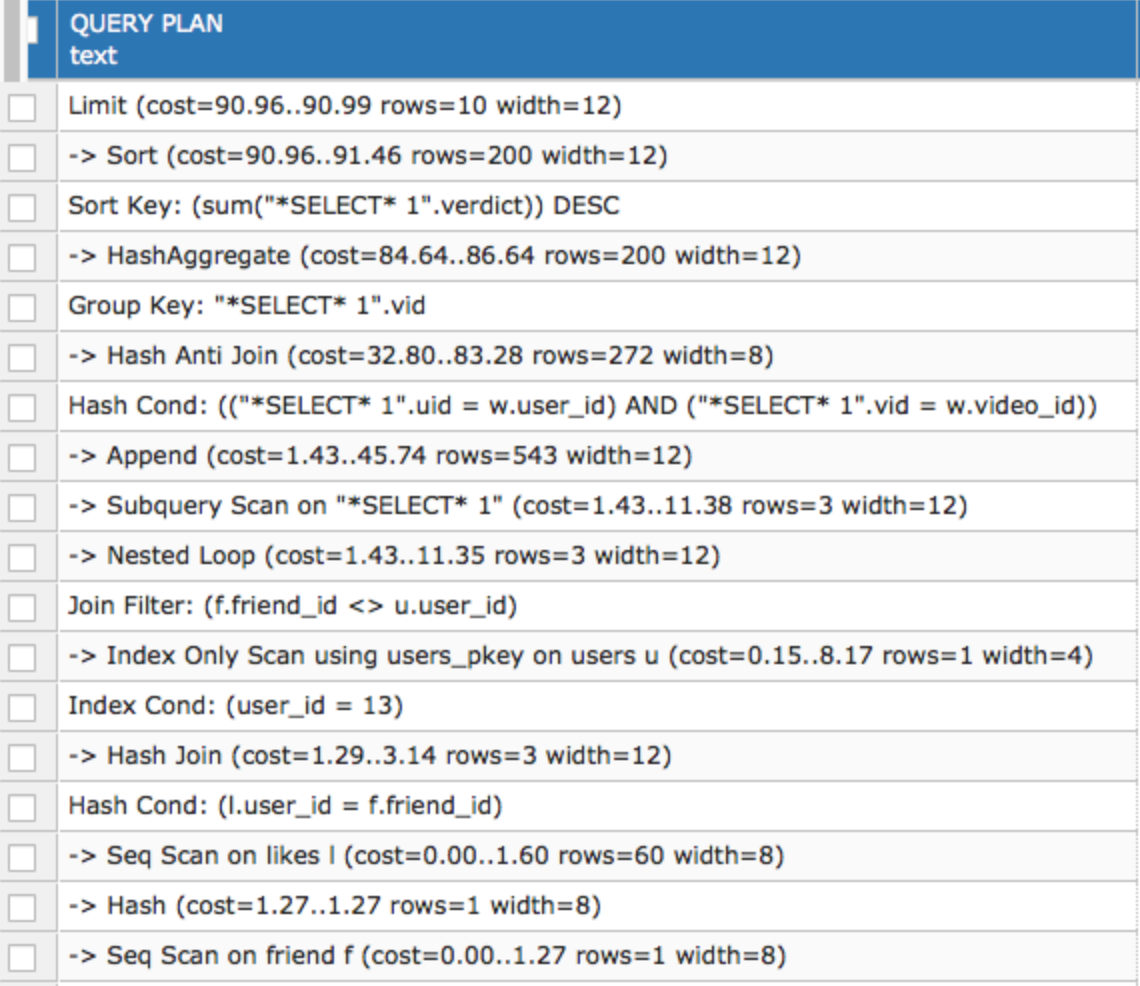 QUERY PLAN
text
Limit (cost=90.96..90.99 rows=10 width=12)
-> Sort (cost=90.96..91.46 rows=200 width=12)
Sort Key: (sum("*SELECT* 1".verdict)) DESC
-> HashAggregate (cost=84.64..86.64 rows=200 width=12)
Group Key: "*SELECT* 1".vid
-> Hash Anti Join (cost=32.80..83.28 rows=272 width=8)
Hash Cond: (("*SELECT* 1".uid = w.user_id) AND ("*SELECT* 1".vid = w.video_id))
-> Append (cost=1.43..45.74 rows=543 width=12)
-> Subquery Scan on "*SELECT* 1" (cost=1.43..11.38 rows=3 width=12)
-> Nested Loop (cost=1.43..11.35 rows=3 width=12)
Join Filter: (f.friend_id <> u.user_id)
-> Index Only Scan using users_pkey on users u (cost=0.15..8.17 rows=1 width=4)
Index Cond: (user_id = 13)
-> Hash Join (cost=1.29..3.14 rows=3 width=12)
Hash Cond: (l.user_id = f.friend_id)
-> Seq Scan on likes l (cost=0.00..1.60 rows=60 width=8)
-> Hash (cost=1.27..1.27 rows=1 width=8)
-> Seq Scan on friend f (cost=0.00..1.27 rows=1 width=8)